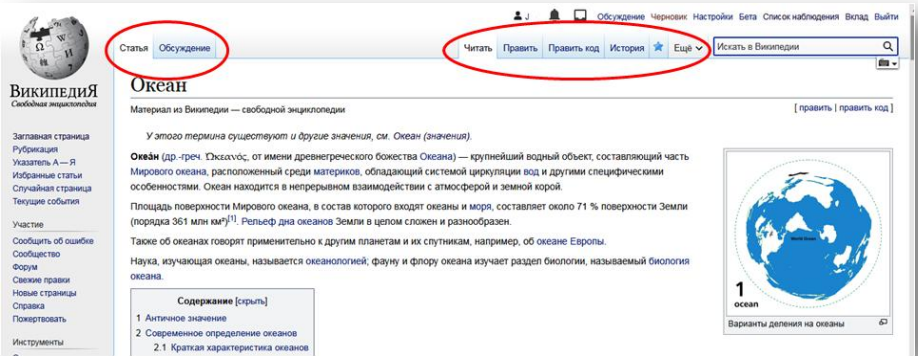 J Обсуждение Черновик Настройки Бета Список наблюдения Вклад Выйти
Статья Обсуждение Читать Править Править код История Ещё Искать в Википедии
ВикипедиЯ
Свободная энциклопедия
Океан
Материал из Википедии — свободной энциклопедии [ править | править код ]
У этого термина существуют и другие значения, см. Океан (значения).
Океа́н (др.-греч. Ὠκεανός, от имени древнегреческого божества Океана) — крупнейший водный объект, составляющий часть
Мирового океана, расположенный среди материков, обладающий системой циркуляции вод и другими специфическими
особенностями. Океан находится в непрерывном взаимодействии с атмосферой и земной корой.
Площадь поверхности Мирового океана, в состав которого входят океаны и моря, составляет около 71 % поверхности Земли
(порядка 361 млн км²)[1]. Рельеф дна океанов Земли в целом сложен и разнообразен.
Также об океанах говорят применительно к другим планетам и их спутникам, например, об океане Европы.
Наука, изучающая океаны, называется океанологией; фауну и флору океана изучает раздел биологии, называемый биология
океана.
Содержание [скрыть]
1 Античное значение
2 Современное определение океанов
2.1 Краткая характеристика океанов
Заглавная страница
Рубрикация
Указатель А — Я
Избранные статьи
Случайная страница
Текущие события
Участие
Сообщить об ошибке
Сообщество
Форум
Свежие правки
Новые страницы
Справка
Пожертвовать
Инструменты
World Ocean
1
ocean
Варианты деления на океаны